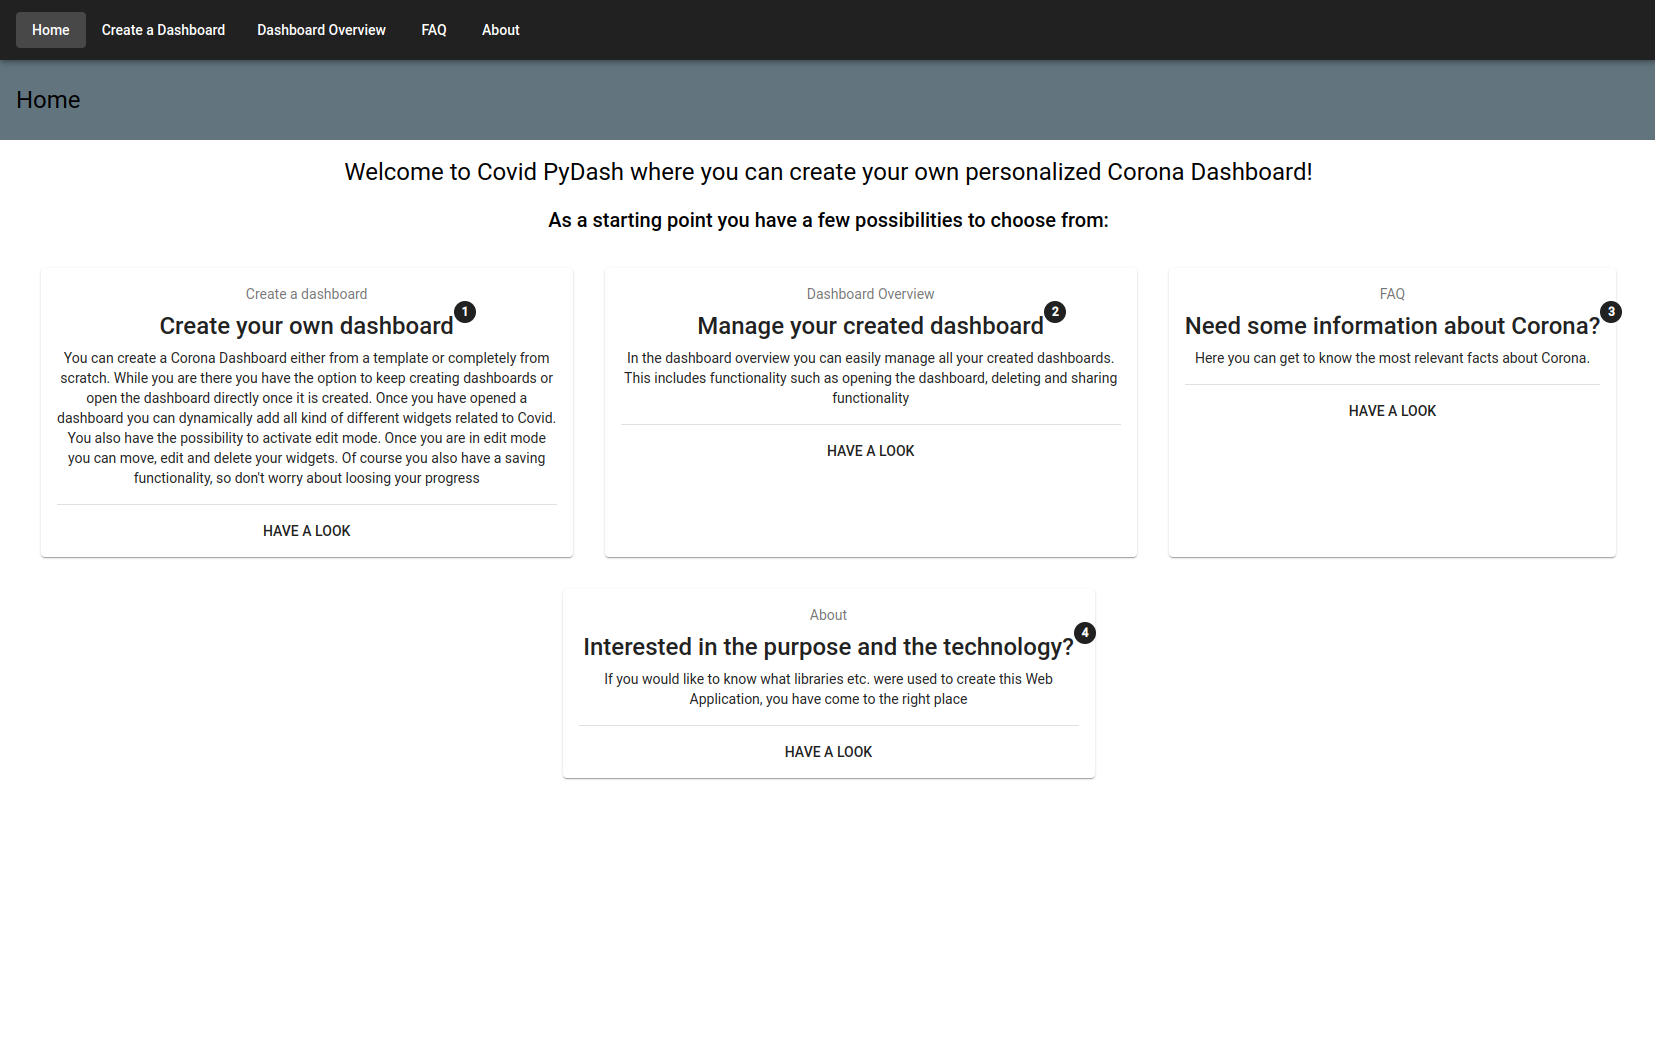 Home
Create a Dashboard
Dashboard Overview
FAQ
About
Home
Welcome to Covid PyDash where you can create your own personalized Corona Dashboard!
As a starting point you have a few possibilities to choose from:
Create a dashboard
Create your own dashboard 1
You can create a Corona Dashboard either from a template or completely from
scratch. While you are there you have the option to keep creating dashboards or
open the dashboard directly once it is created. Once you have opened a
dashboard you can dynamically add all kind of different widgets related to Covid.
You also have the possibility to activate edit mode. Once you are in edit mode
you can move, edit and delete your widgets. Of course you also have a saving
functionality, so don't worry about loosing your progress
HAVE A LOOK
Dashboard Overview
Manage your created dashboard 2
In the dashboard overview you can easily manage all your created dashboards.
This includes functionality such as opening the dashboard, deleting and sharing
functionality
HAVE A LOOK
FAQ
Need some information about Corona? 3
Here you can get to know the most relevant facts about Corona.
HAVE A LOOK
About
Interested in the purpose and the technology? 4
If you would like to know what libraries etc. were used to create this Web
Application, you have come to the right place
HAVE A LOOK